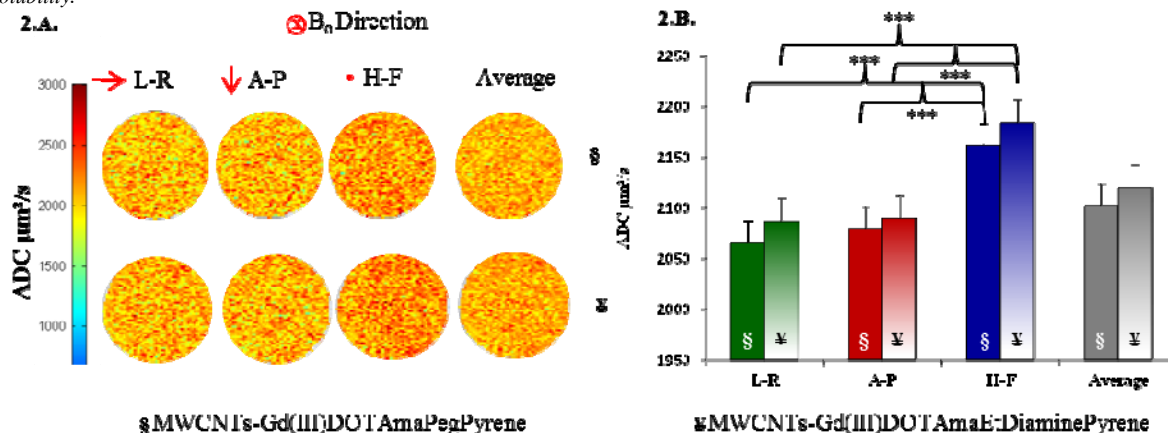 solubility.
2.A.
⊗B₀ Direction
→ L-R ↓ A-P • H-F Average
3000
2500
2000
1500
1000
ADC µm²/s
§
¥
2.B.
***
***
***
***
2250
2200
2150
2100
2050
2000
1950
ADC µm²/s
§ ¥ § ¥ § ¥ § ¥
L-R A-P H-F Average
§MWCNTs-Gd(III)DOTAmaPegPyrene
¥MWCNTs-Gd(III)DOTAmaEtDiaminePyrene